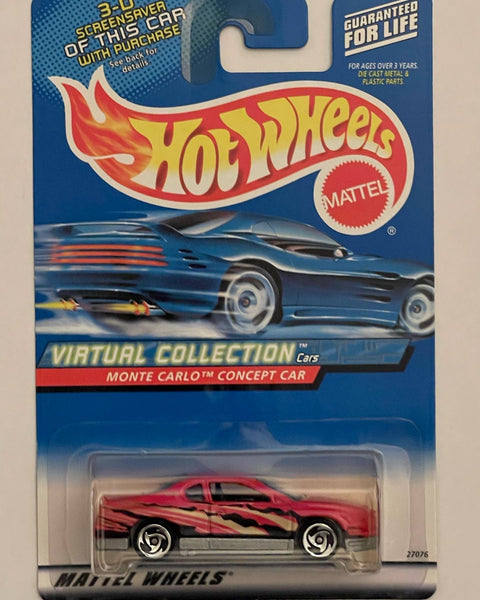 3-D
SCREENSAVER
OF THIS CAR
WITH PURCHASE
See back for
details
GUARANTEED
FOR LIFE
FOR AGES OVER 3 YEARS.
DIE CAST METAL &
PLASTIC PARTS.
HOT WHEELS
MATTEL
®
VIRTUAL COLLECTION™ Cars
MONTE CARLO™ CONCEPT CAR
27076
MATTEL WHEELS®